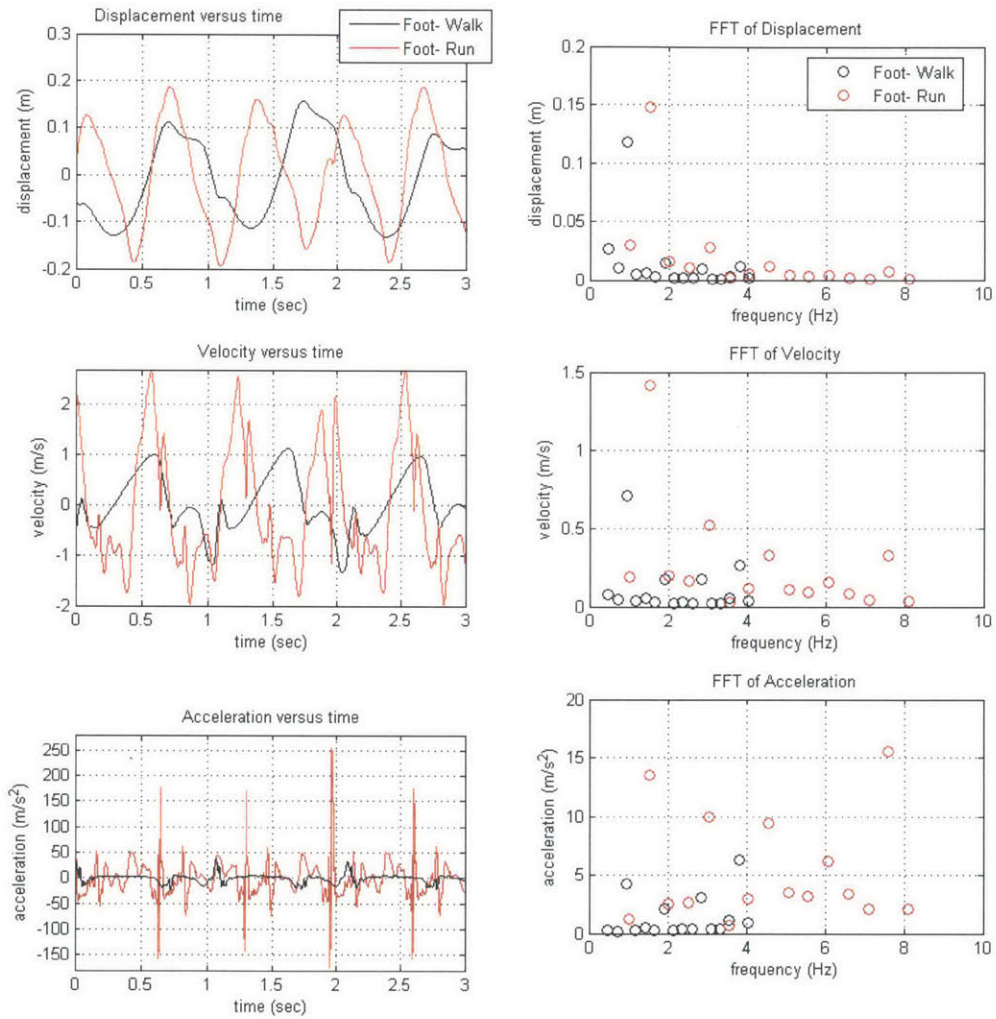 Displacement versus time
Foot- Walk
Foot- Run
0.3
0.2
0.1
0
-0.1
-0.2
displacement (m)
0 0.5 1 1.5 2 2.5 3
time (sec)
FFT of Displacement
Foot- Walk
Foot- Run
0.2
0.15
0.1
0.05
0
displacement (m)
0 2 4 6 8 10
frequency (Hz)
Velocity versus time
2
1
0
-1
-2
velocity (m/s)
0 0.5 1 1.5 2 2.5 3
time (sec)
FFT of Velocity
1.5
1
0.5
0
velocity (m/s)
0 2 4 6 8 10
frequency (Hz)
Acceleration versus time
250
200
150
100
50
0
-50
-100
-150
acceleration (m/s²)
0 0.5 1 1.5 2 2.5 3
time (sec)
FFT of Acceleration
20
15
10
5
0
acceleration (m/s²)
0 2 4 6 8 10
frequency (Hz)